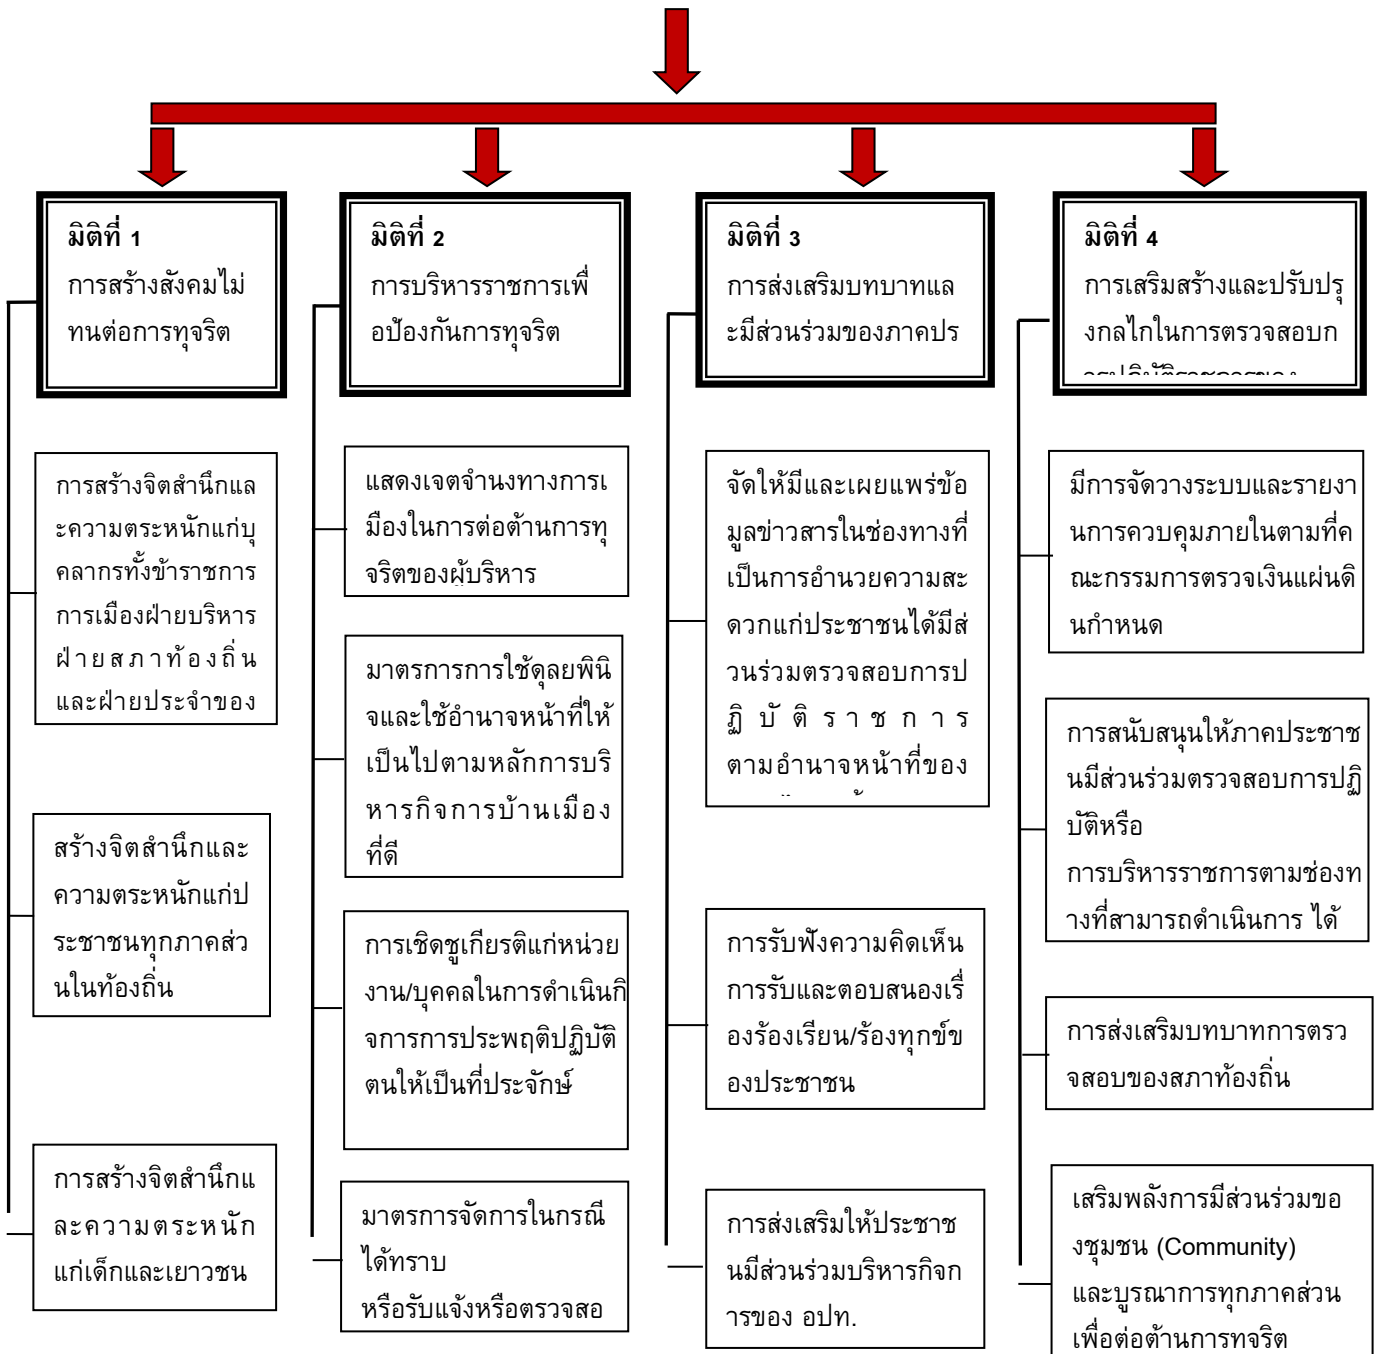 มิติที่ 1
การสร้างสังคมไม่
ทนต่อการทุจริต
การสร้างจิตสำนึกแล
ะความตระหนักแก่บุ
คลากรทั้งข้าราชการ
การเมืองฝ่ายบริหาร
ฝ่ายสภาท้องถิ่น
และฝ่ายประจำของ
สร้างจิตสำนึกและ
ความตระหนักแก่ป
ระชาชนทุกภาคส่ว
นในท้องถิ่น
การสร้างจิตสำนึกแ
ละความตระหนัก
แก่เด็กและเยาวชน
มิติที่ 2
การบริหารราชการเพื่
อป้องกันการทุจริต
แสดงเจตจำนงทางการเ
มืองในการต่อต้านการทุ
จริตของผู้บริหาร
มาตรการการใช้ดุลยพินิ
จและใช้อำนาจหน้าที่ให้
เป็นไปตามหลักการบริ
หารกิจการบ้านเมือง
ที่ดี
การเชิดชูเกียรติแก่หน่วย
งาน/บุคคลในการดำเนินกิ
จการการประพฤติปฏิบัติ
ตนให้เป็นที่ประจักษ์
มาตรการจัดการในกรณี
ได้ทราบ
หรือรับแจ้งหรือตรวจสอ
มิติที่ 3
การส่งเสริมบทบาทแล
ะมีส่วนร่วมของภาคปร
จัดให้มีและเผยแพร่ข้อ
มูลข่าวสารในช่องทางที่
เป็นการอำนวยความสะ
ดวกแก่ประชาชนได้มีส่
วนร่วมตรวจสอบการป
ฏิบัติราชการ
ตามอำนาจหน้าที่ของ
การรับฟังความคิดเห็น
การรับและตอบสนองเรื่
องร้องเรียน/ร้องทุกข์ข
องประชาชน
การส่งเสริมให้ประชาช
นมีส่วนร่วมบริหารกิจก
ารของ อปท.
มิติที่ 4
การเสริมสร้างและปรับปรุ
งกลไกในการตรวจสอบก
ารปฏิบัติราชการของ
มีการจัดวางระบบและรายงา
นการควบคุมภายในตามที่ค
ณะกรรมการตรวจเงินแผ่นดิ
นกำหนด
การสนับสนุนให้ภาคประชาช
นมีส่วนร่วมตรวจสอบการปฏิ
บัติหรือ
การบริหารราชการตามช่องท
างที่สามารถดำเนินการ ได้
การส่งเสริมบทบาทการตรว
จสอบของสภาท้องถิ่น
เสริมพลังการมีส่วนร่วมขอ
งชุมชน (Community)
และบูรณาการทุกภาคส่วน
เพื่อต่อต้านการทุจริต